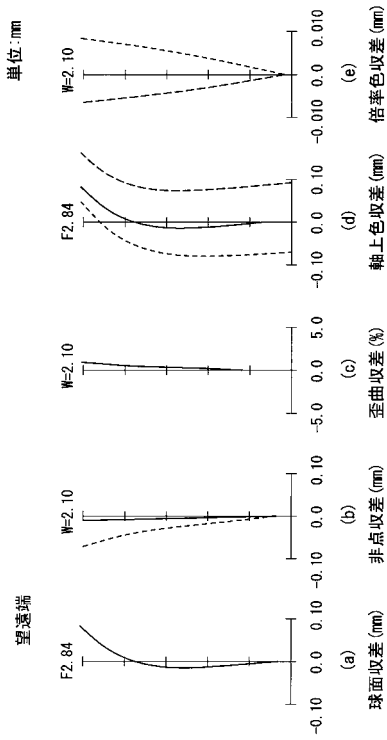 望遠端
単位:mm
F2.84
-0.10 0.0 0.10
(a)
球面収差(mm)
W=2.10
-0.10 0.0 0.10
(b)
非点収差(mm)
W=2.10
-5.0 0.0 5.0
(c)
歪曲収差(%)
F2.84
-0.10 0.0 0.10
(d)
軸上色収差(mm)
W=2.10
-0.010 0.0 0.010
(e)
倍率色収差(mm)